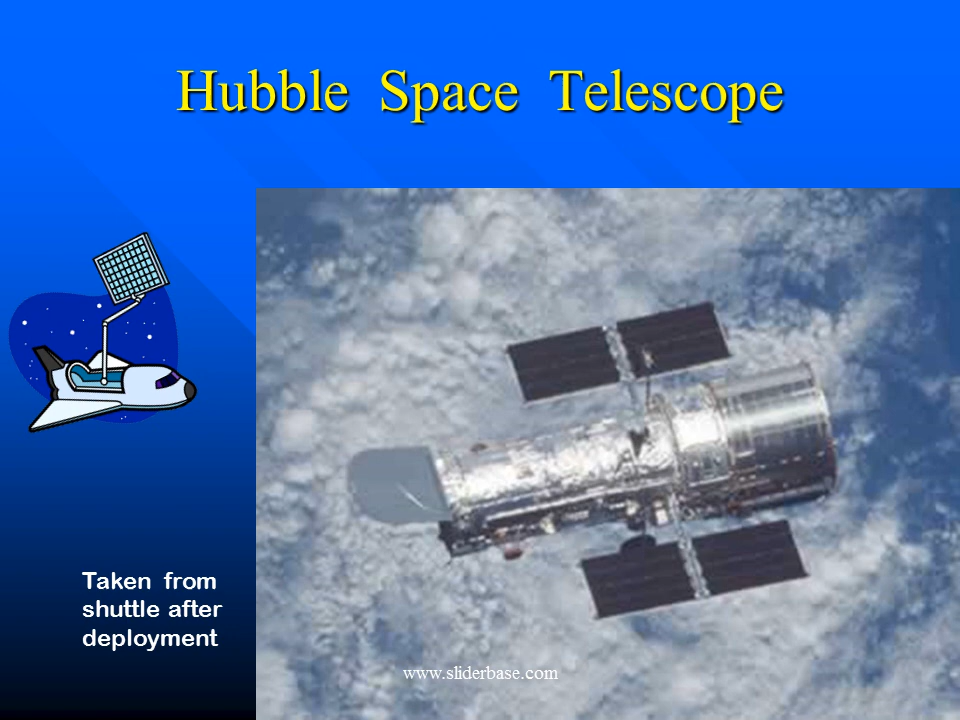 Hubble Space Telescope
Taken from
shuttle after
deployment
www.sliderbase.com